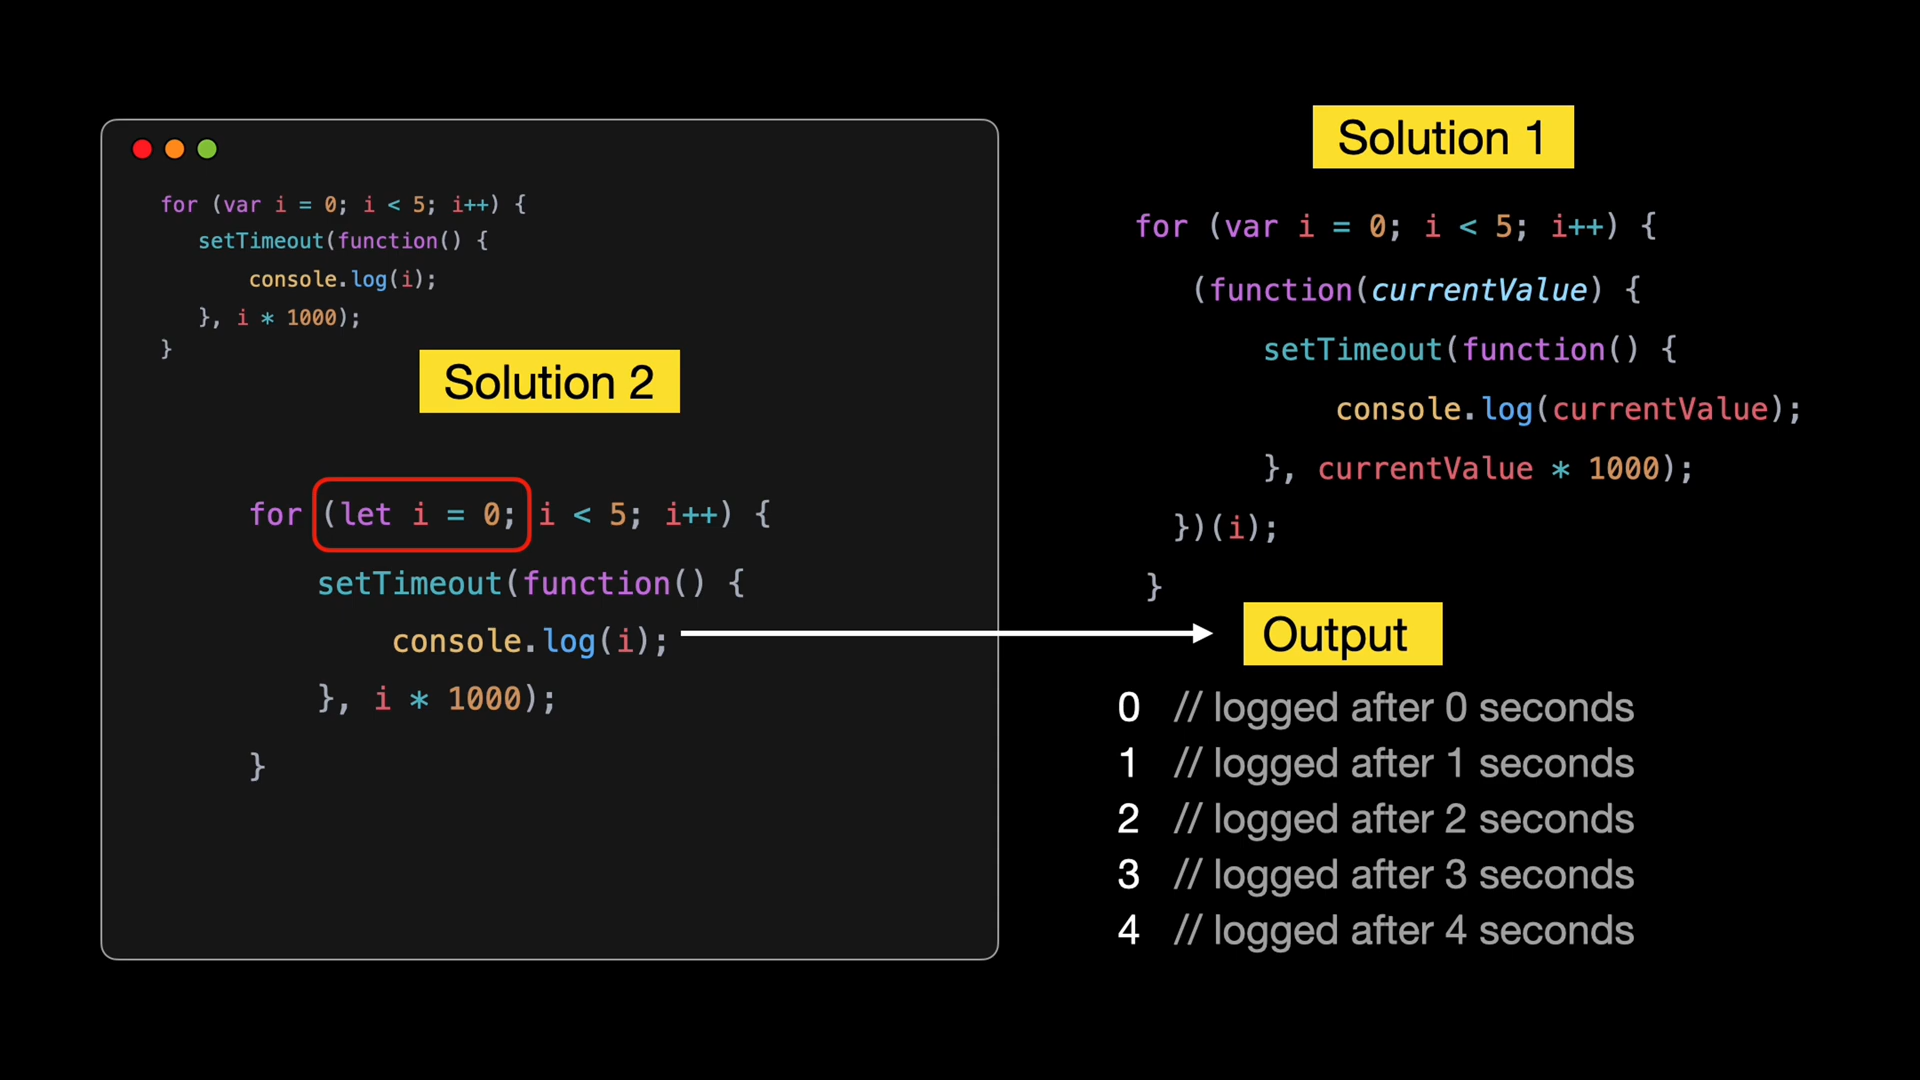 for (var i = 0; i < 5; i++) {
setTimeout(function() {
console.log(i);
}, i * 1000);
}
Solution 2
for (let i = 0; i < 5; i++) {
setTimeout(function() {
console.log(i);
}, i * 1000);
}
Solution 1
for (var i = 0; i < 5; i++) {
(function(currentValue) {
setTimeout(function() {
console.log(currentValue);
}, currentValue * 1000);
})(i);
}
Output
0 // logged after 0 seconds
1 // logged after 1 seconds
2 // logged after 2 seconds
3 // logged after 3 seconds
4 // logged after 4 seconds